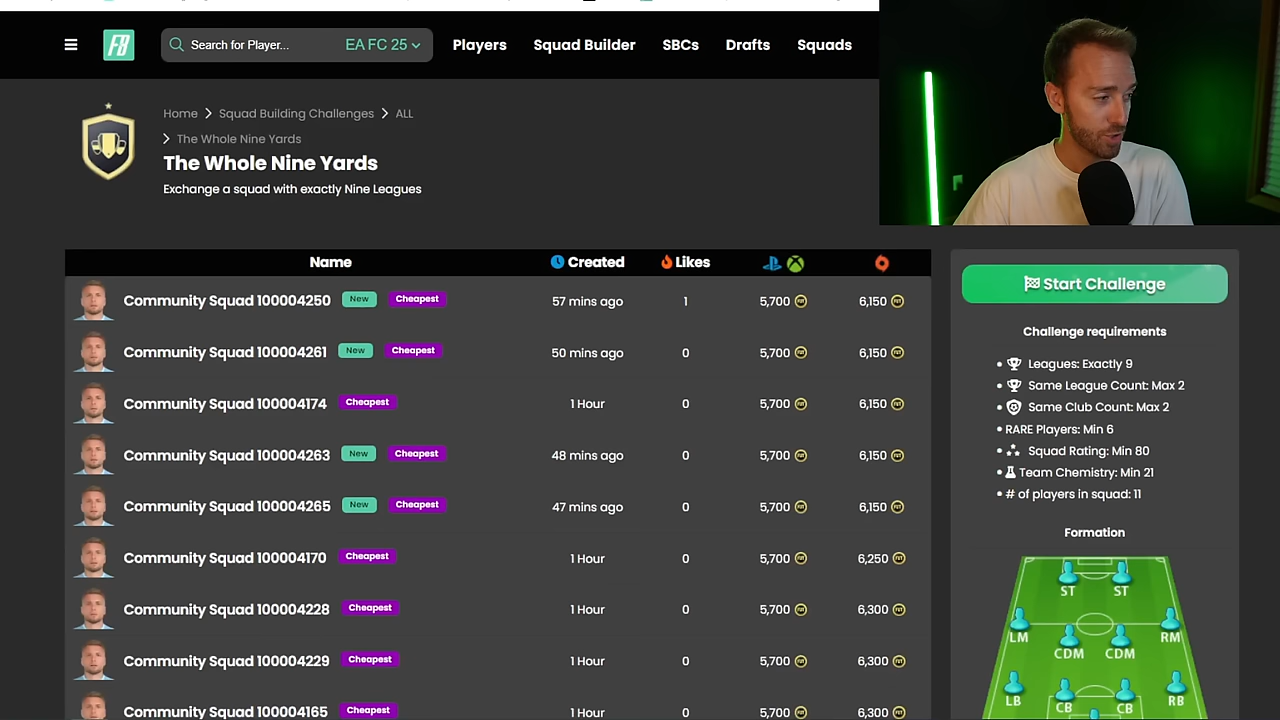 FB
Search for Player...
EA FC 25
Players
Squad Builder
SBCs
Drafts
Squads
Home
Squad Building Challenges
ALL
The Whole Nine Yards
The Whole Nine Yards
Exchange a squad with exactly Nine Leagues
Name Created Likes
Community Squad 100004250 New Cheapest 57 mins ago 1 5,700 6,150
Community Squad 100004261 New Cheapest 50 mins ago 0 5,700 6,150
Community Squad 100004174 Cheapest 1 Hour 0 5,700 6,150
Community Squad 100004263 New Cheapest 48 mins ago 0 5,700 6,150
Community Squad 100004265 New Cheapest 47 mins ago 0 5,700 6,150
Community Squad 100004170 Cheapest 1 Hour 0 5,700 6,250
Community Squad 100004228 Cheapest 1 Hour 0 5,700 6,300
Community Squad 100004229 Cheapest 1 Hour 0 5,700 6,300
Community Squad 100004165 Cheapest 1 Hour 0 5,700 6,300
Start Challenge
Challenge requirements
Leagues: Exactly 9
Same League Count: Max 2
Same Club Count: Max 2
RARE Players: Min 6
Squad Rating: Min 80
Team Chemistry: Min 21
# of players in squad: 11
Formation
ST ST
LM RM
CDM CDM
LB CB CB RB